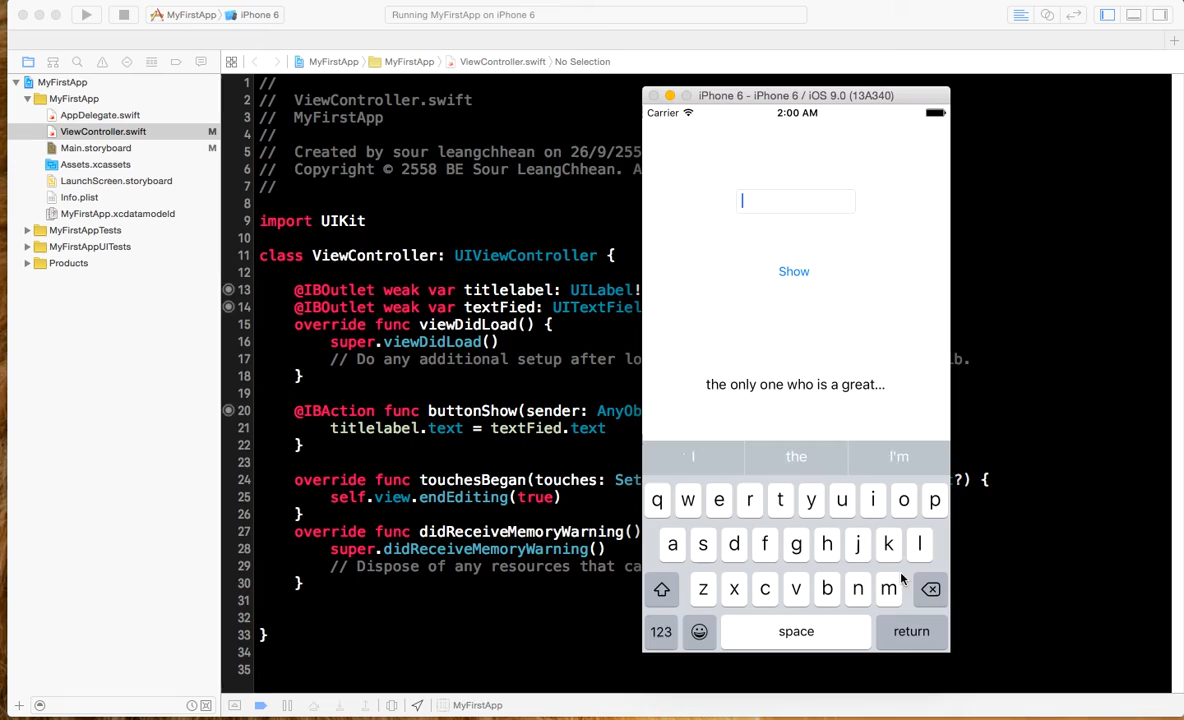 MyFirstApp iPhone 6
Running MyFirstApp on iPhone 6
MyFirstApp MyFirstApp ViewController.swift No Selection
MyFirstApp
MyFirstApp
AppDelegate.swift
ViewController.swift M
Main.storyboard M
Assets.xcassets
LaunchScreen.storyboard
Info.plist
MyFirstApp.xcdatamodeld
MyFirstAppTests
MyFirstAppUITests
Products
1 //
2 // ViewController.swift
3 // MyFirstApp
4 //
5 // Created by sour leangchhean on 26/9/255
6 // Copyright © 2558 BE Sour LeangChhean. A
7 //
8
9 import UIKit
10
11 class ViewController: UIViewController {
12
13 @IBOutlet weak var titlelabel: UILabel!
14 @IBOutlet weak var textFied: UITextFiel
15 override func viewDidLoad() {
16 super.viewDidLoad()
17 // Do any additional setup after lo b.
18 }
19
20 @IBAction func buttonShow(sender: AnyOb
21 titlelabel.text = textFied.text
22 }
23
24 override func touchesBegan(touches: Set ?) {
25 self.view.endEditing(true)
26 }
27 override func didReceiveMemoryWarning()
28 super.didReceiveMemoryWarning()
29 // Dispose of any resources that ca
30 }
31
32
33 }
34
35
iPhone 6 - iPhone 6 / iOS 9.0 (13A340)
Carrier 2:00 AM
Show
the only one who is a great...
I the I'm
q w e r t y u i o p
a s d f g h j k l
z x c v b n m
123 space return
MyFirstApp